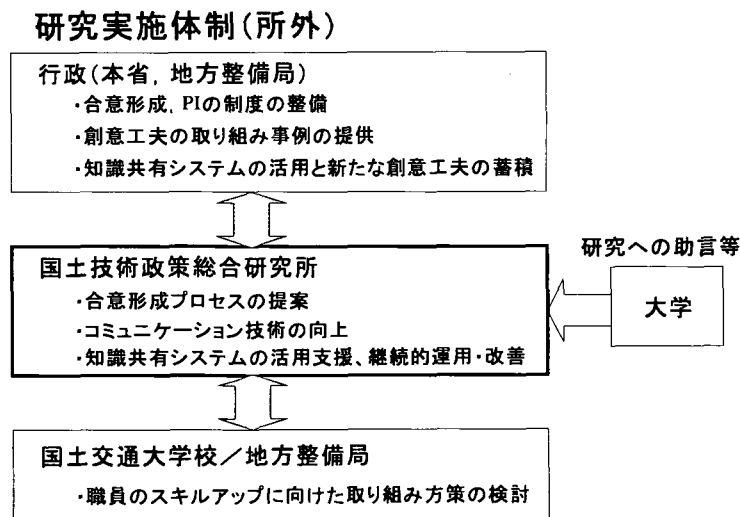 研究実施体制(所外)
行政(本省, 地方整備局)
・合意形成, PIの制度の整備
・創意工夫の取り組み事例の提供
・知識共有システムの活用と新たな創意工夫の蓄積
国土技術政策総合研究所
・合意形成プロセスの提案
・コミュニケーション技術の向上
・知識共有システムの活用支援、継続的運用・改善
研究への助言等
大学
国土交通大学校／地方整備局
・職員のスキルアップに向けた取り組み方策の検討